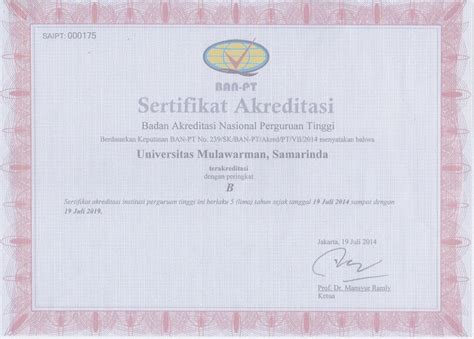 SAIPT: 000175
BAN-PT
Sertifikat Akreditasi
Badan Akreditasi Nasional Perguruan Tinggi
Berdasarkan Keputusan BAN-PT No. 239/SK/BAN-PT/Akred/PT/VII/2014 menyatakan bahwa
Universitas Mulawarman, Samarinda
terakreditasi
dengan peringkat
B
Sertifikat akreditasi institusi perguruan tinggi ini berlaku 5 (lima) tahun sejak tanggal 19 Juli 2014 sampai dengan
19 Juli 2019.
Jakarta, 19 Juli 2014
Prof. Dr. Mansyur Ramly
Ketua